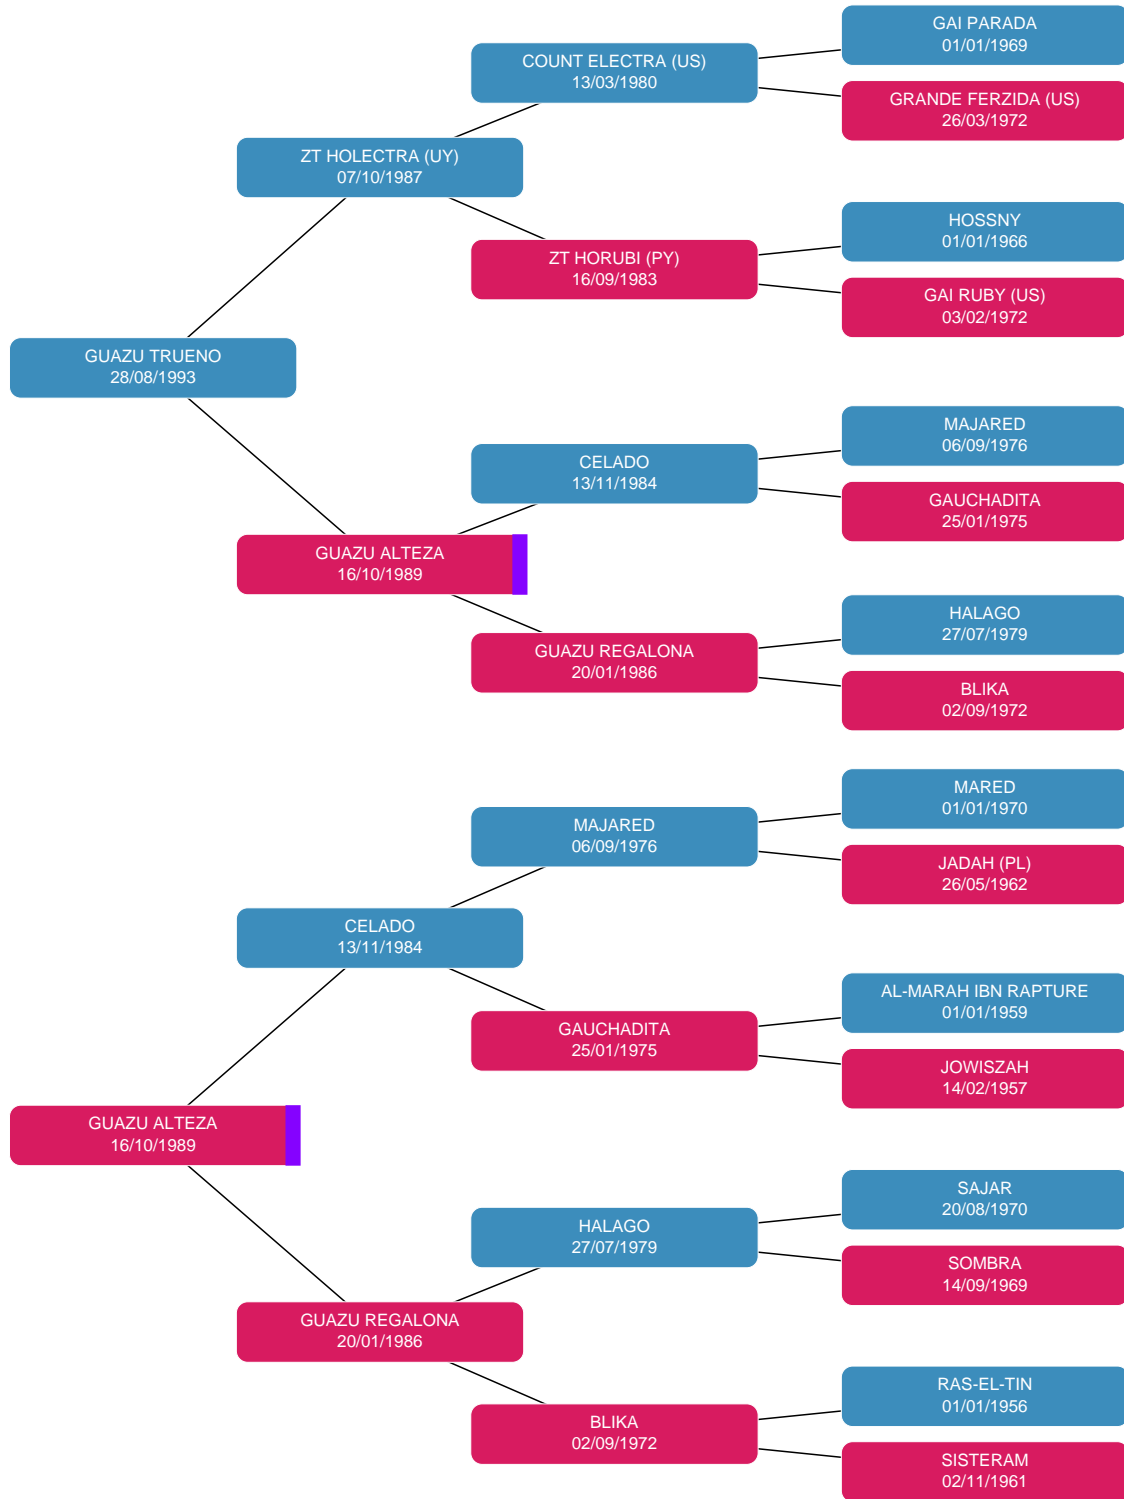 GAI PARADA
01/01/1969
COUNT ELECTRA (US)
13/03/1980
GRANDE FERZIDA (US)
26/03/1972
ZT HOLECTRA (UY)
07/10/1987
HOSSNY
01/01/1966
ZT HORUBI (PY)
16/09/1983
GAI RUBY (US)
03/02/1972
GUAZU TRUENO
28/08/1993
MAJARED
06/09/1976
CELADO
13/11/1984
GAUCHADITA
25/01/1975
GUAZU ALTEZA
16/10/1989
HALAGO
27/07/1979
GUAZU REGALONA
20/01/1986
BLIKA
02/09/1972
MARED
01/01/1970
MAJARED
06/09/1976
JADAH (PL)
26/05/1962
CELADO
13/11/1984
AL-MARAH IBN RAPTURE
01/01/1959
GAUCHADITA
25/01/1975
JOWISZAH
14/02/1957
GUAZU ALTEZA
16/10/1989
SAJAR
20/08/1970
HALAGO
27/07/1979
SOMBRA
14/09/1969
GUAZU REGALONA
20/01/1986
RAS-EL-TIN
01/01/1956
BLIKA
02/09/1972
SISTERAM
02/11/1961